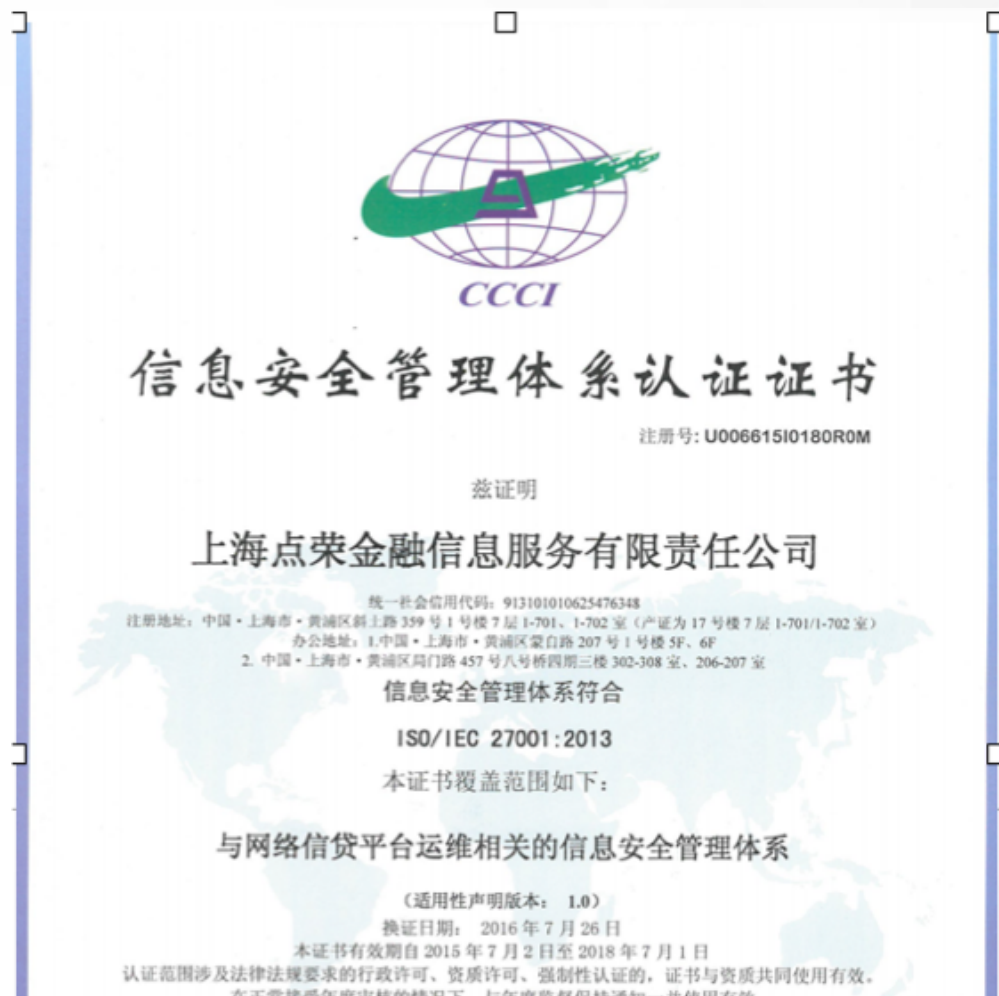 CCCI
信息安全管理体系认证证书
注册号: U006615I0180R0M
兹证明
上海点荣金融信息服务有限责任公司
统一社会信用代码: 913101010625476348
注册地址: 中国·上海市·黄浦区斜土路 359 号 1 号楼 7 层 1-701、1-702 室（产证为 17 号楼 7 层 1-701/1-702 室）
办公地址: 1.中国·上海市·黄浦区蒙自路 207 号 1 号楼 5F、6F
2. 中国·上海市·黄浦区局门路 457 号八号桥四期三楼 302-308 室、206-207 室
信息安全管理体系符合
ISO/IEC 27001:2013
本证书覆盖范围如下:
与网络信贷平台运维相关的信息安全管理体系
（适用性声明版本: 1.0）
换证日期: 2016 年 7 月 26 日
本证书有效期自 2015 年 7 月 2 日至 2018 年 7 月 1 日
认证范围涉及法律法规要求的行政许可、资质许可、强制性认证的，证书与资质共同使用有效。